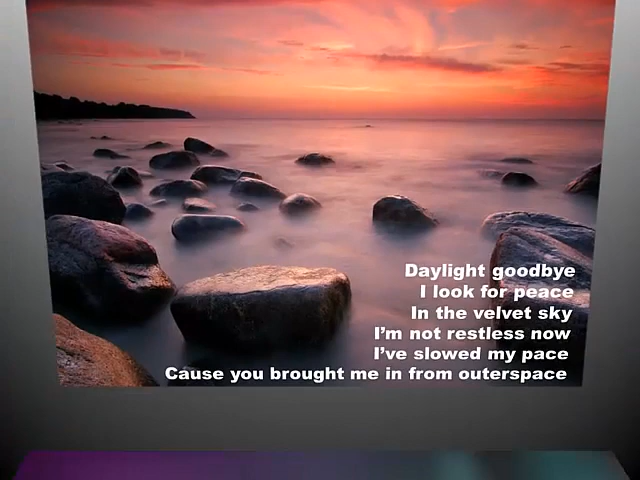 Daylight goodbye
I look for peace
In the velvet sky
I'm not restless now
I've slowed my pace
Cause you brought me in from outerspace